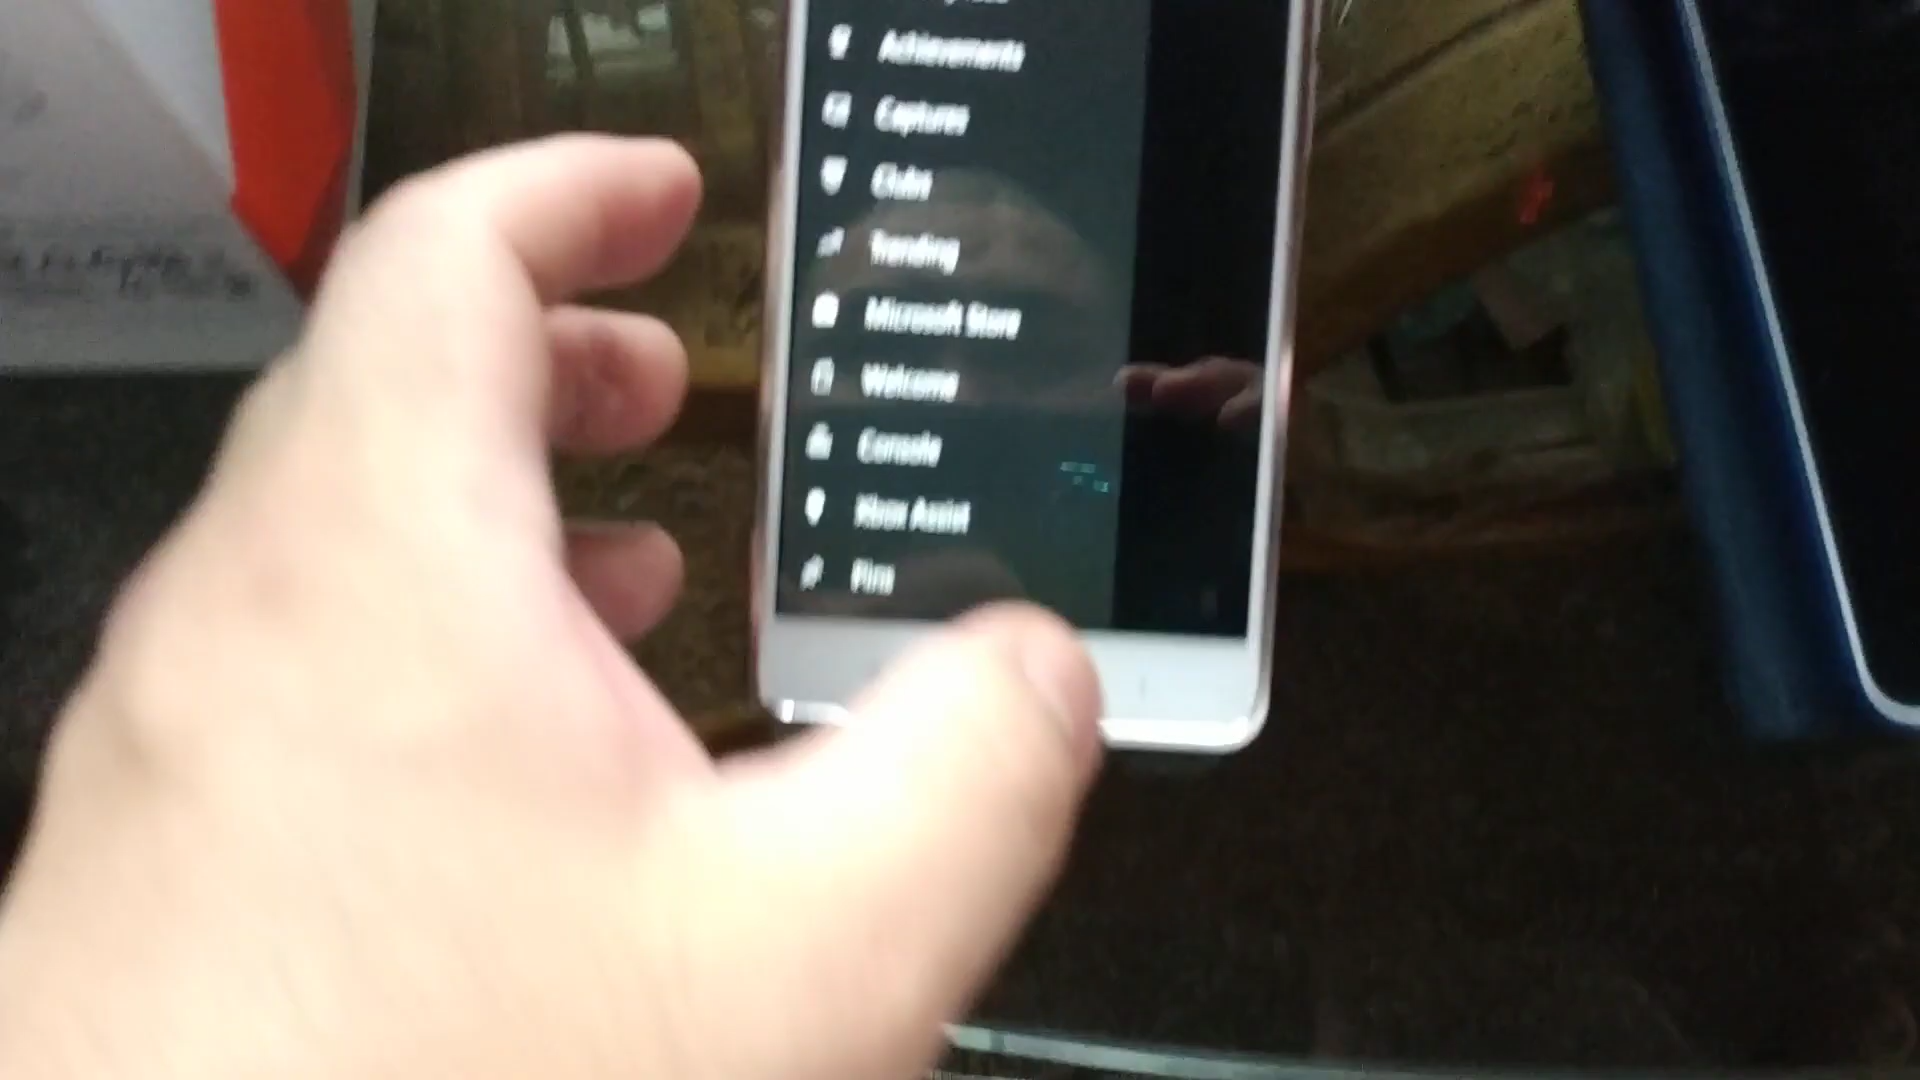 Achievements
Captures
Clubs
Trending
Microsoft Store
Welcome
Console
Xbox Assist
Pins